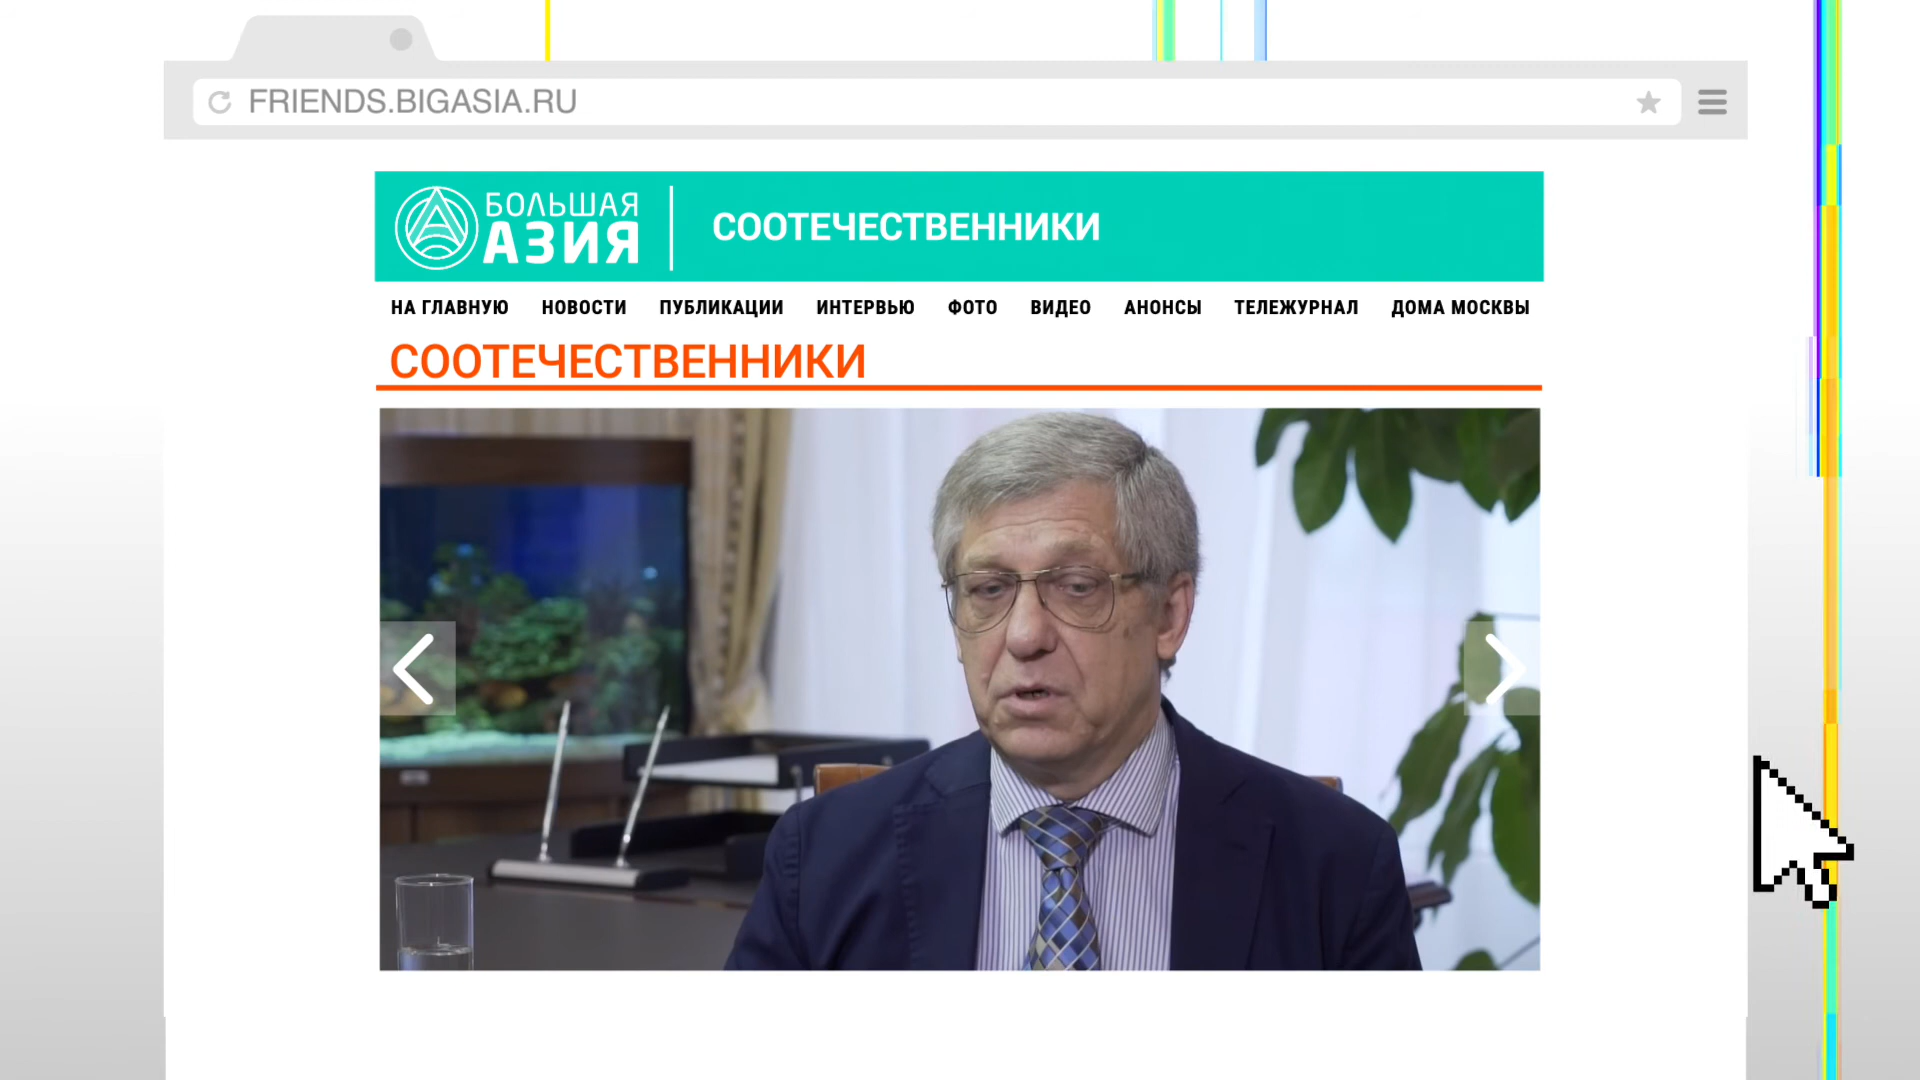 FRIENDS.BIGASIA.RU
БОЛЬШАЯ
АЗИЯ
СООТЕЧЕСТВЕННИКИ
НА ГЛАВНУЮ НОВОСТИ ПУБЛИКАЦИИ ИНТЕРВЬЮ ФОТО ВИДЕО АНОНСЫ ТЕЛЕЖУРНАЛ ДОМА МОСКВЫ
СООТЕЧЕСТВЕННИКИ